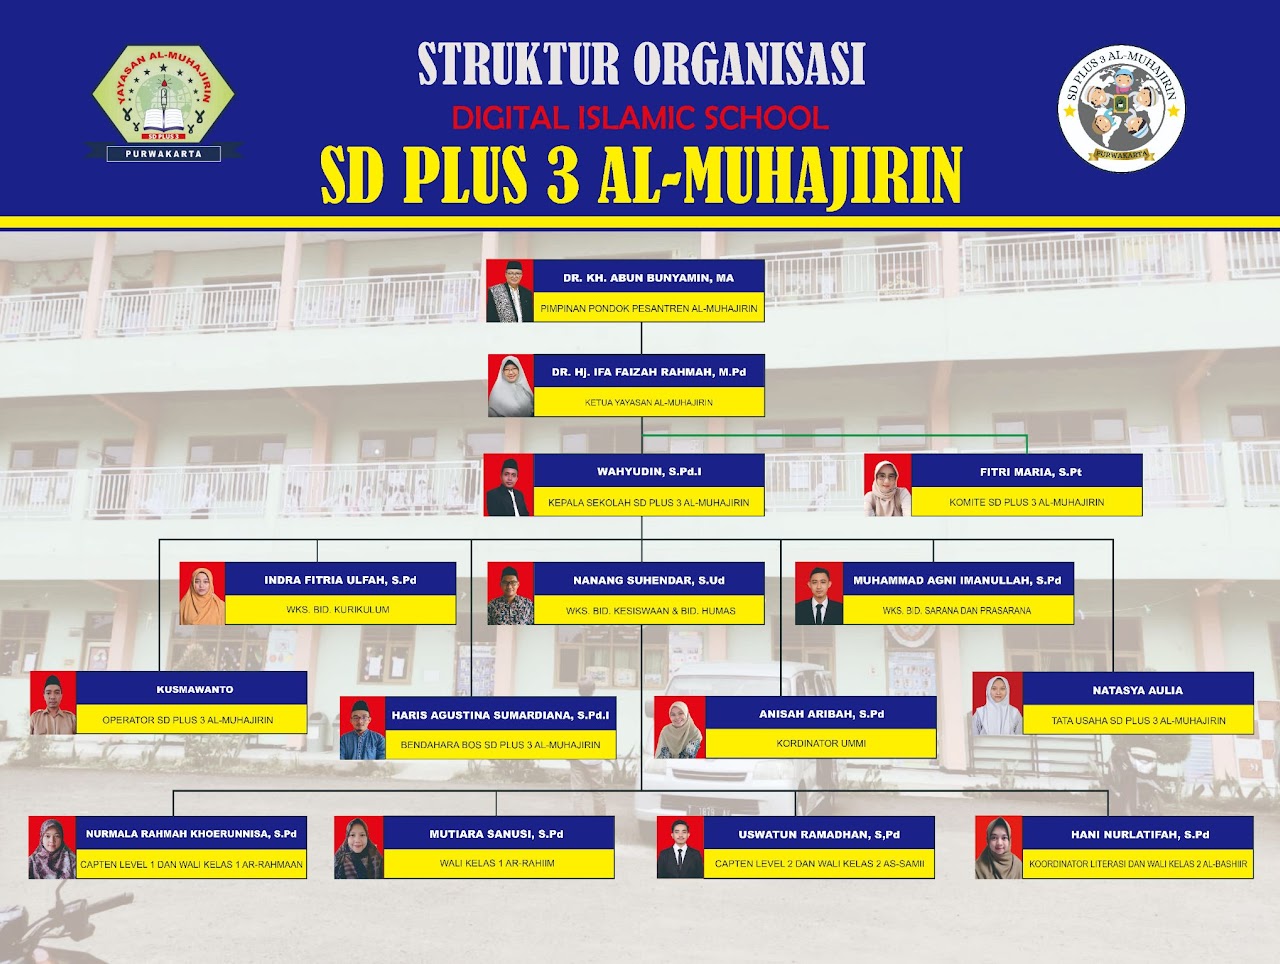 YAYASAN AL-MUHAJIRIN
SD PLUS 3
PURWAKARTA
STRUKTUR ORGANISASI
DIGITAL ISLAMIC SCHOOL
SD PLUS 3 AL-MUHAJIRIN
SD PLUS 3 AL-MUHAJIRIN
PURWAKARTA
DR. KH. ABUN BUNYAMIN, MA
PIMPINAN PONDOK PESANTREN AL-MUHAJIRIN
DR. Hj. IFA FAIZAH RAHMAH, M.Pd
KETUA YAYASAN AL-MUHAJIRIN
WAHYUDIN, S.Pd.I
KEPALA SEKOLAH SD PLUS 3 AL-MUHAJIRIN
FITRI MARIA, S.Pt
KOMITE SD PLUS 3 AL-MUHAJIRIN
INDRA FITRIA ULFAH, S.Pd
WKS. BID. KURIKULUM
NANANG SUHENDAR, S.Ud
WKS. BID. KESISWAAN & BID. HUMAS
MUHAMMAD AGNI IMANULLAH, S.Pd
WKS. BID. SARANA DAN PRASARANA
KUSMAWANTO
OPERATOR SD PLUS 3 AL-MUHAJIRIN
HARIS AGUSTINA SUMARDIANA, S.Pd.I
BENDAHARA BOS SD PLUS 3 AL-MUHAJIRIN
ANISAH ARIBAH, S.Pd
KORDINATOR UMMI
NATASYA AULIA
TATA USAHA SD PLUS 3 AL-MUHAJIRIN
NURMALA RAHMAH KHOERUNNISA, S.Pd
CAPTEN LEVEL 1 DAN WALI KELAS 1 AR-RAHMAAN
MUTIARA SANUSI, S.Pd
WALI KELAS 1 AR-RAHIIM
USWATUN RAMADHAN, S,Pd
CAPTEN LEVEL 2 DAN WALI KELAS 2 AS-SAMII
HANI NURLATIFAH, S.Pd
KOORDINATOR LITERASI DAN WALI KELAS 2 AL-BASHIIR